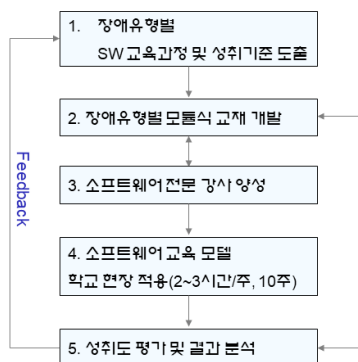 1. 장애유형별
SW 교육과정 및 성취기준 도출
2. 장애유형별 모듈식 교재 개발
Feedback
3. 소프트웨어전문 강사 양성
4. 소프트웨어교육 모델
학교 현장 적용(2~3시간/주, 10주)
5. 성취도 평가 및 결과 분석